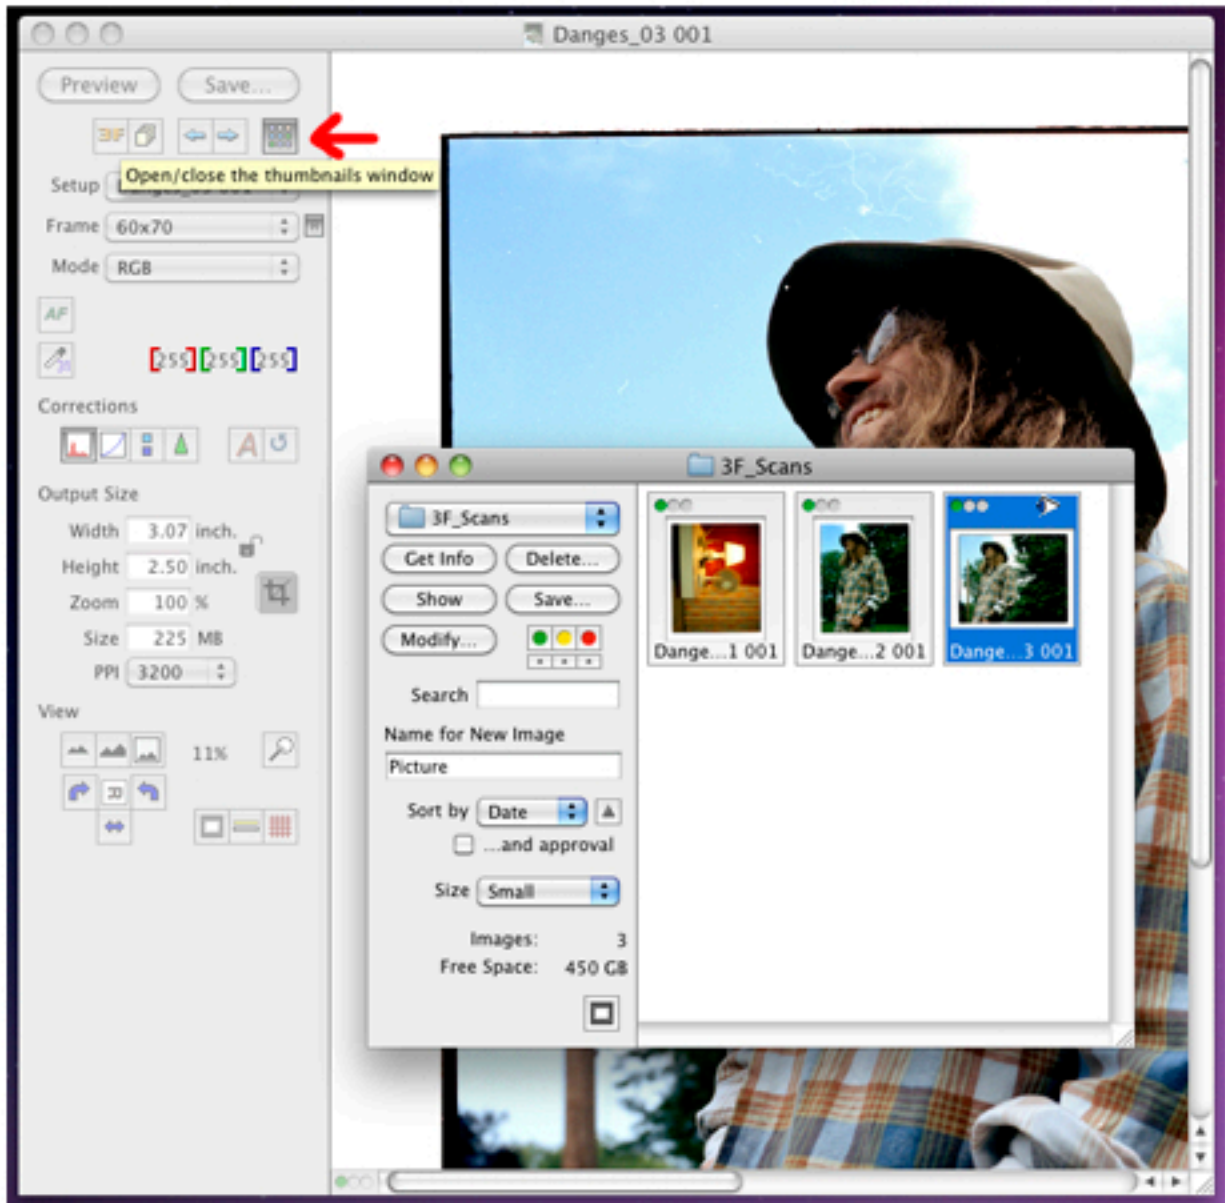 Danges_03 001
Preview
Save...
3F
Open/close the thumbnails window
Setup
Frame 60x70
Mode RGB
AF
[255] [255] [255]
Corrections
A
Output Size
Width 3.07 inch.
Height 2.50 inch.
Zoom 100 %
Size 225 MB
PPI 3200
View
11%
R
3F_Scans
3F_Scans
Get Info
Delete...
Show
Save...
Modify...
Search
Name for New Image
Picture
Sort by Date
...and approval
Size Small
Images: 3
Free Space: 450 GB
Dange...1 001
Dange...2 001
Dange...3 001